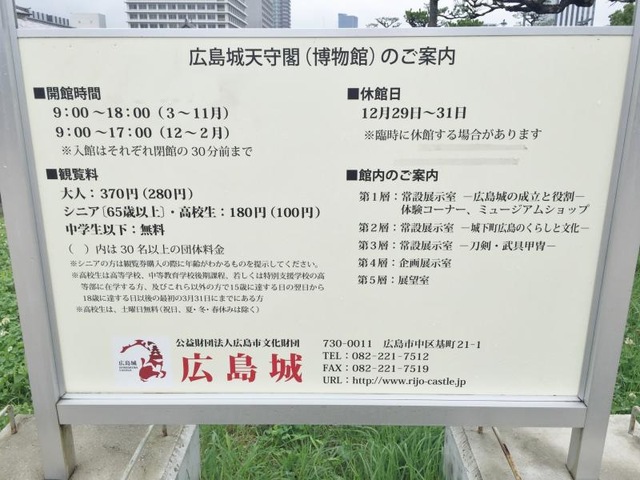 広島城天守閣（博物館）のご案内
■開館時間
9：00～18：00（3～11月）
9：00～17：00（12～2月）
※入館はそれぞれ閉館の30分前まで
■観覧料
大人：370円（280円）
シニア〔65歳以上〕・高校生：180円（100円）
中学生以下：無料
（　）内は30名以上の団体料金
※シニアの方は観覧券購入の際に年齢がわかるものを提示してください。
※高校生は高等学校、中等教育学校後期課程、若しくは特別支援学校の高
等部に在学する方、及びこれら以外の方で15歳に達する日の翌日から
18歳に達する日以後の最初の3月31日にまでにある方
※高校生は、土曜日無料（祝日、夏・冬・春休みは除く）
■休館日
12月29日～31日
※臨時に休館する場合があります
■館内のご案内
第1層：常設展示室 ―広島城の成立と役割―
体験コーナー、ミュージアムショップ
第2層：常設展示室 ―城下町広島のくらしと文化―
第3層：常設展示室 ―刀剣・武具甲冑―
第4層：企画展示室
第5層：展望室
広島城
公益財団法人広島市文化財団
広島城
730-0011　広島市中区基町21-1
TEL：082-221-7512
FAX：082-221-7519
URL：http://www.rijo-castle.jp